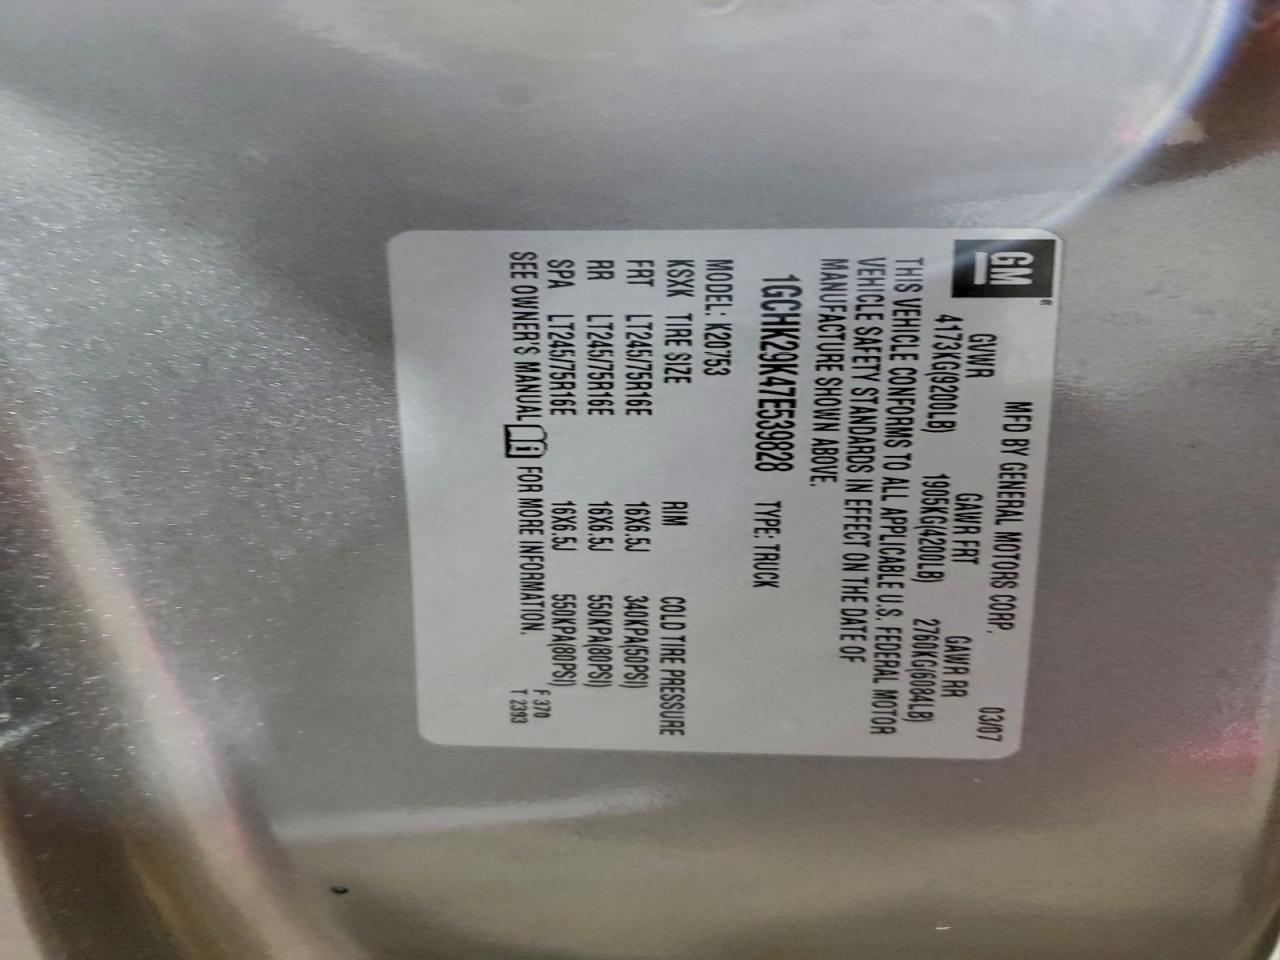 GM
MFD BY GENERAL MOTORS CORP. 03/07
GVWR GAWR FRT GAWR RR
4173KG(9200LB) 1905KG(4200LB) 2760KG(6084LB)
THIS VEHICLE CONFORMS TO ALL APPLICABLE U.S. FEDERAL MOTOR
VEHICLE SAFETY STANDARDS IN EFFECT ON THE DATE OF
MANUFACTURE SHOWN ABOVE.
1GCHK29K47E539828 TYPE: TRUCK
MODEL: K20753
KSXK TIRE SIZE RIM COLD TIRE PRESSURE
FRT LT245/75R16E 16X6.5J 340KPA(50PSI)
RR LT245/75R16E 16X6.5J 550KPA(80PSI)
SPA LT245/75R16E 16X6.5J 550KPA(80PSI)
SEE OWNER'S MANUAL i FOR MORE INFORMATION.
F 370
T 2393